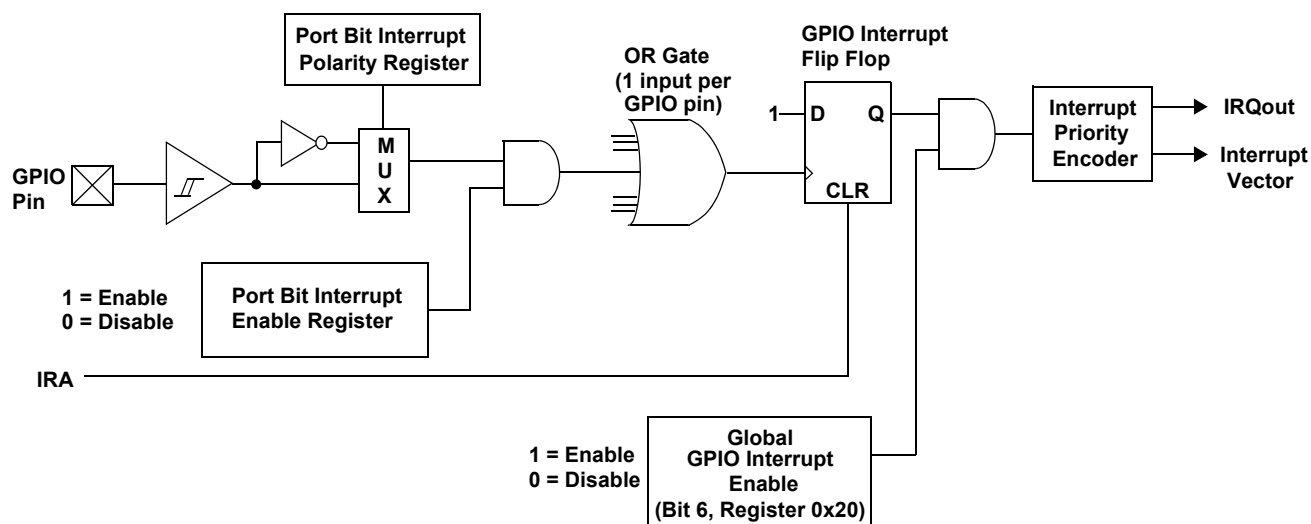 Port Bit Interrupt
Polarity Register
OR Gate
(1 input per
GPIO pin)
GPIO Interrupt
Flip Flop
GPIO
Pin
M
U
X
1
D
Q
CLR
Interrupt
Priority
Encoder
IRQout
Interrupt
Vector
1 = Enable
0 = Disable
Port Bit Interrupt
Enable Register
IRA
1 = Enable
0 = Disable
Global
GPIO Interrupt
Enable
(Bit 6, Register 0x20)